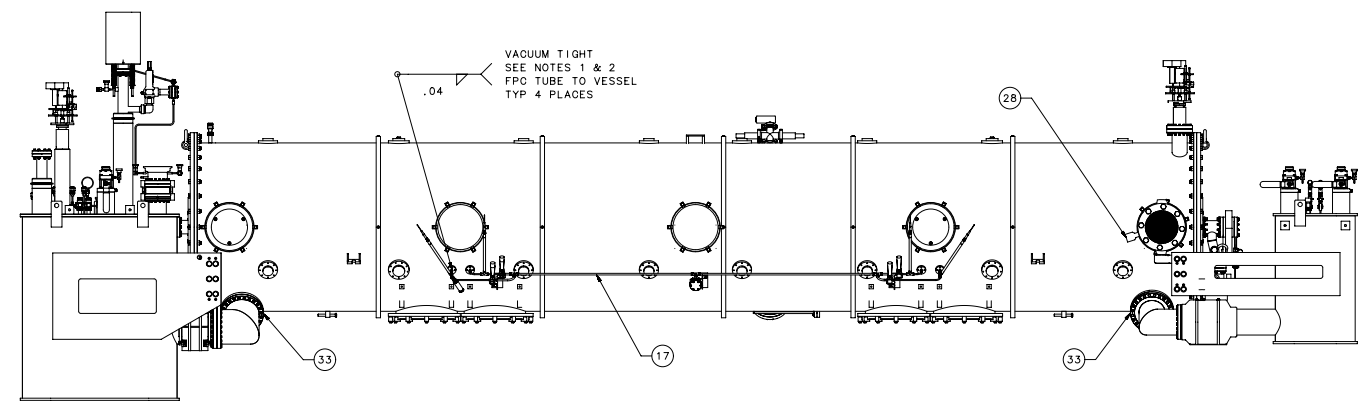 VACUUM TIGHT
SEE NOTES 1 & 2
FPC TUBE TO VESSEL
TYP 4 PLACES
.04
28
33
17
33